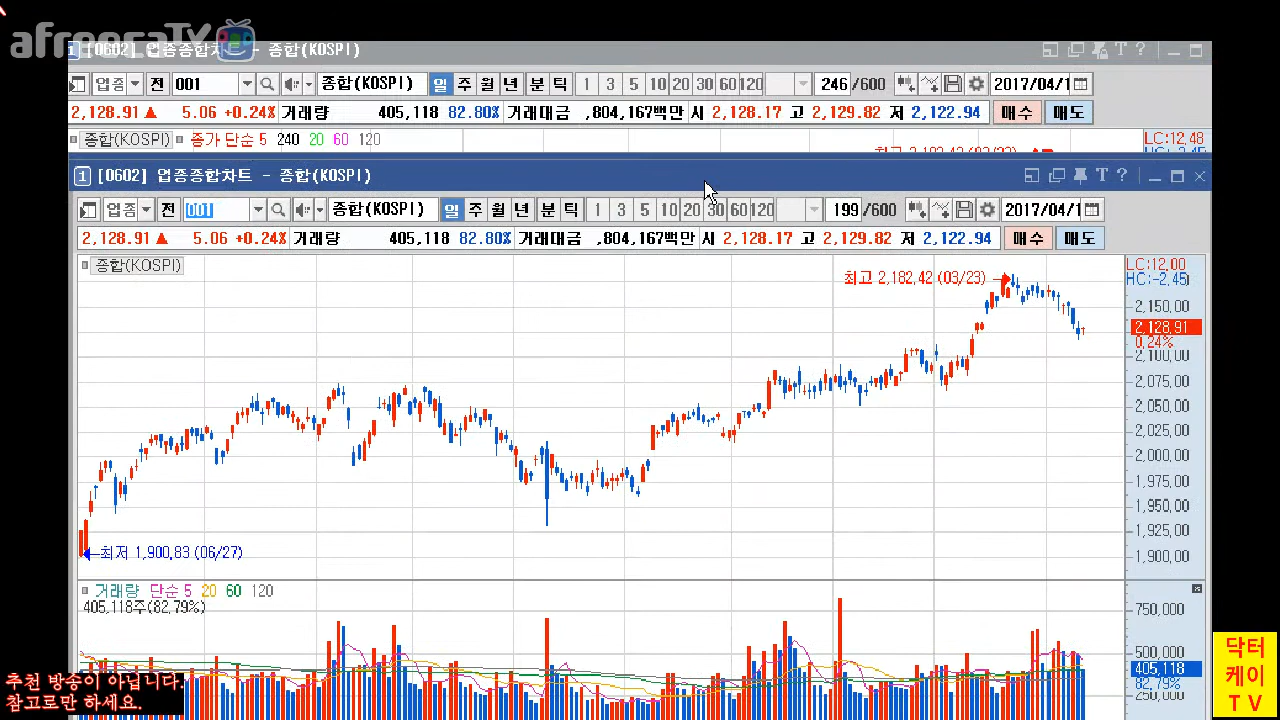 afreecaTV
1 [0602] 업종종합차트 - 종합(KOSPI) T ?
업종 전 001 종합(KOSPI) 일 주 월 년 분 틱 1 3 5 10 20 30 60 120 246 /600 2017/04/1
2,128.91 ▲ 5.06 +0.24% 거래량 405,118 82.80% 거래대금 ,804,167백만 시 2,128.17 고 2,129.82 저 2,122.94 매수 매도
종합(KOSPI) 종가 단순 5 240 20 60 120 LC:12.48
1 [0602] 업종종합차트 - 종합(KOSPI) T ?
업종 전 001 종합(KOSPI) 일 주 월 년 분 틱 1 3 5 10 20 30 60 120 199 /600 2017/04/1
2,128.91 ▲ 5.06 +0.24% 거래량 405,118 82.80% 거래대금 ,804,167백만 시 2,128.17 고 2,129.82 저 2,122.94 매수 매도
종합(KOSPI) LC:12.00
최고 2,182.42 (03/23) HC:-2.45
2,150.00
2,128.91
0.24%
2,100.00
2,075.00
2,050.00
2,025.00
2,000.00
1,975.00
1,950.00
1,925.00
최저 1,900.83 (06/27) 1,900.00
거래량 단순 5 20 60 120
405,118주(82.79%) 750,000
500,000
405,118
82.79%
250,000
추천 방송이 아닙니다.
참고로만 하세요.
닥터
케이
T V